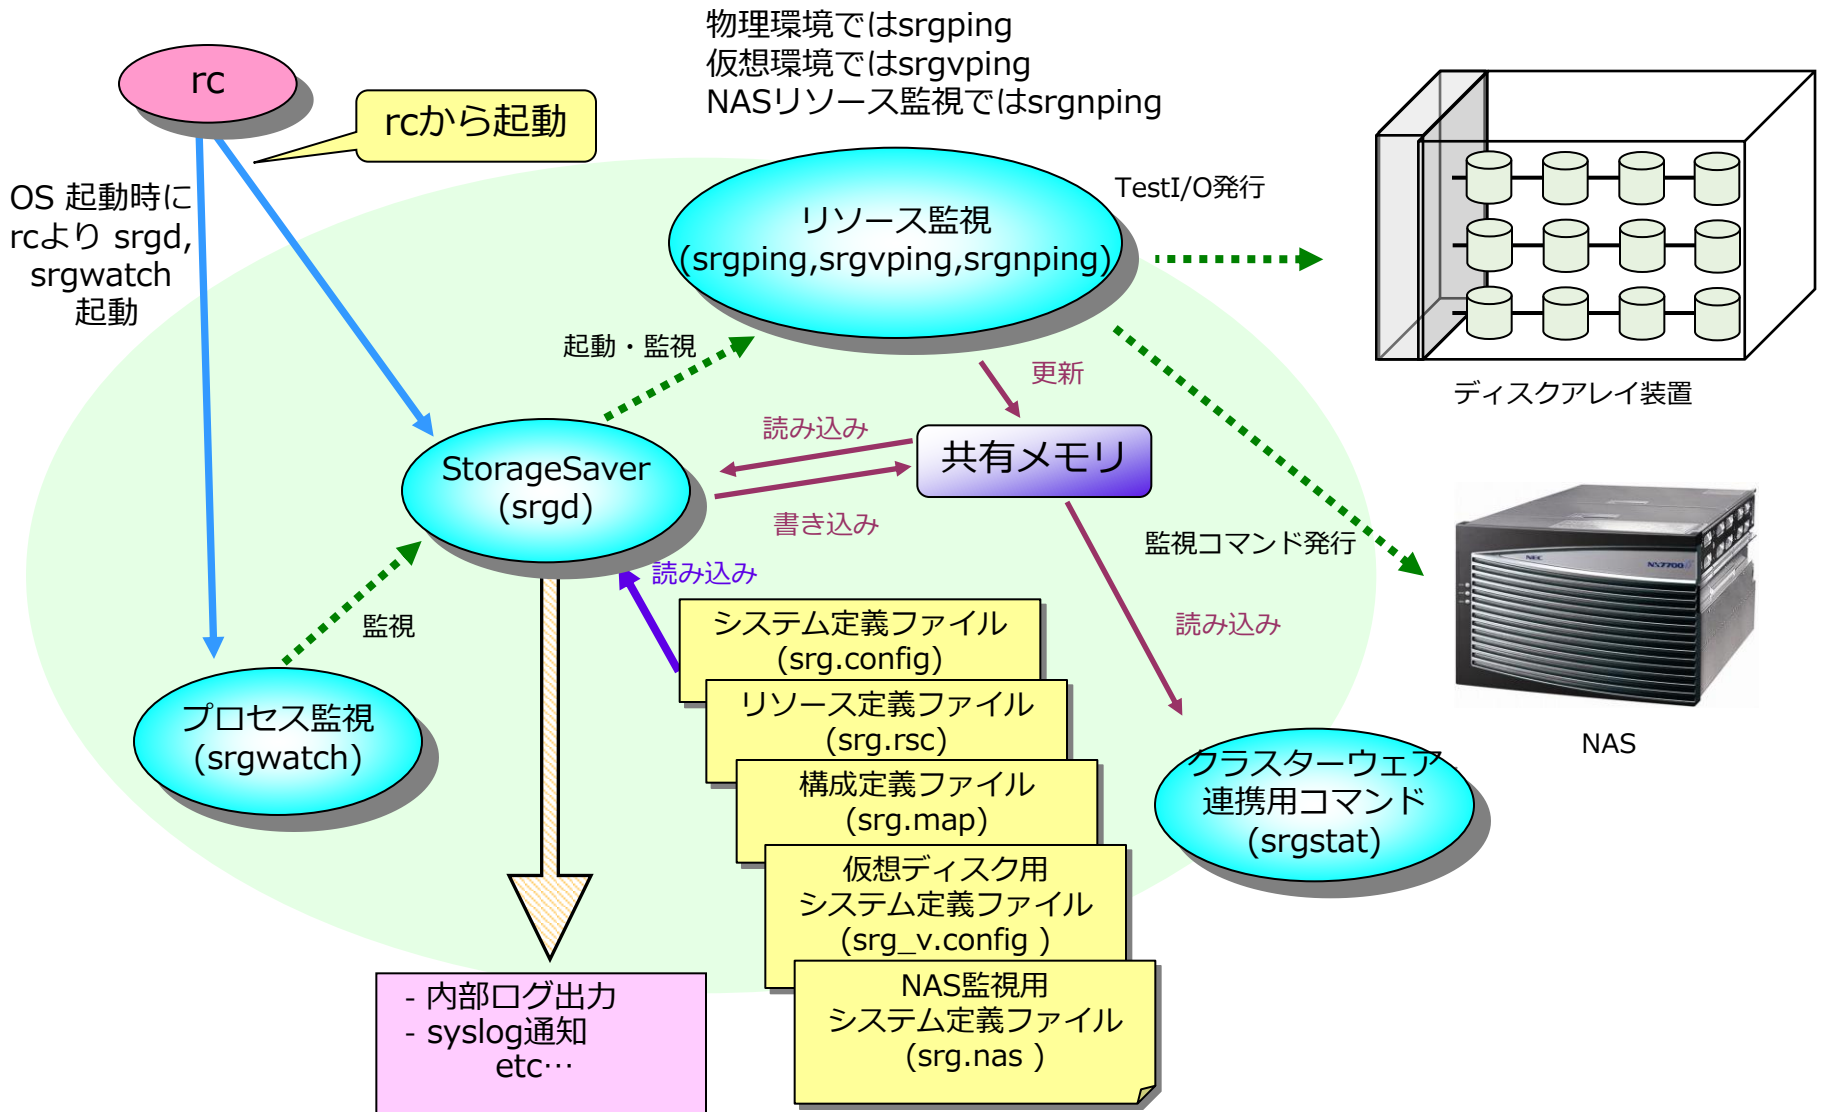 物理環境ではsrgping
仮想環境ではsrgvping
NASリソース監視ではsrgnping
rc
rcから起動
OS 起動時に
rcより srgd,
srgwatch
起動
リソース監視
(srgping,srgvping,srgnping)
TestI/O発行
ディスクアレイ装置
起動・監視
更新
読み込み
共有メモリ
StorageSaver
(srgd)
書き込み
監視コマンド発行
NEC
NX7700
読み込み
監視
システム定義ファイル
(srg.config)
読み込み
プロセス監視
(srgwatch)
リソース定義ファイル
(srg.rsc)
NAS
構成定義ファイル
(srg.map)
クラスターウェア
連携用コマンド
(srgstat)
仮想ディスク用
システム定義ファイル
(srg_v.config )
NAS監視用
システム定義ファイル
(srg.nas )
- 内部ログ出力
- syslog通知
etc…